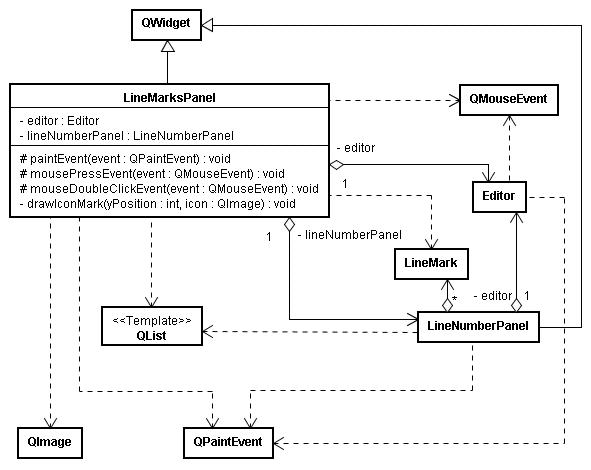 QWidget
LineMarksPanel
- editor : Editor
- lineNumberPanel : LineNumberPanel
# paintEvent(event : QPaintEvent) : void
# mousePressEvent(event : QMouseEvent) : void
# mouseDoubleClickEvent(event : QMouseEvent) : void
- drawIconMark(yPosition : int, icon : QImage) : void
QMouseEvent
- editor
1
Editor
1
- lineNumberPanel
LineMark
*
- editor
1
<<Template>>
QList
LineNumberPanel
QImage
QPaintEvent